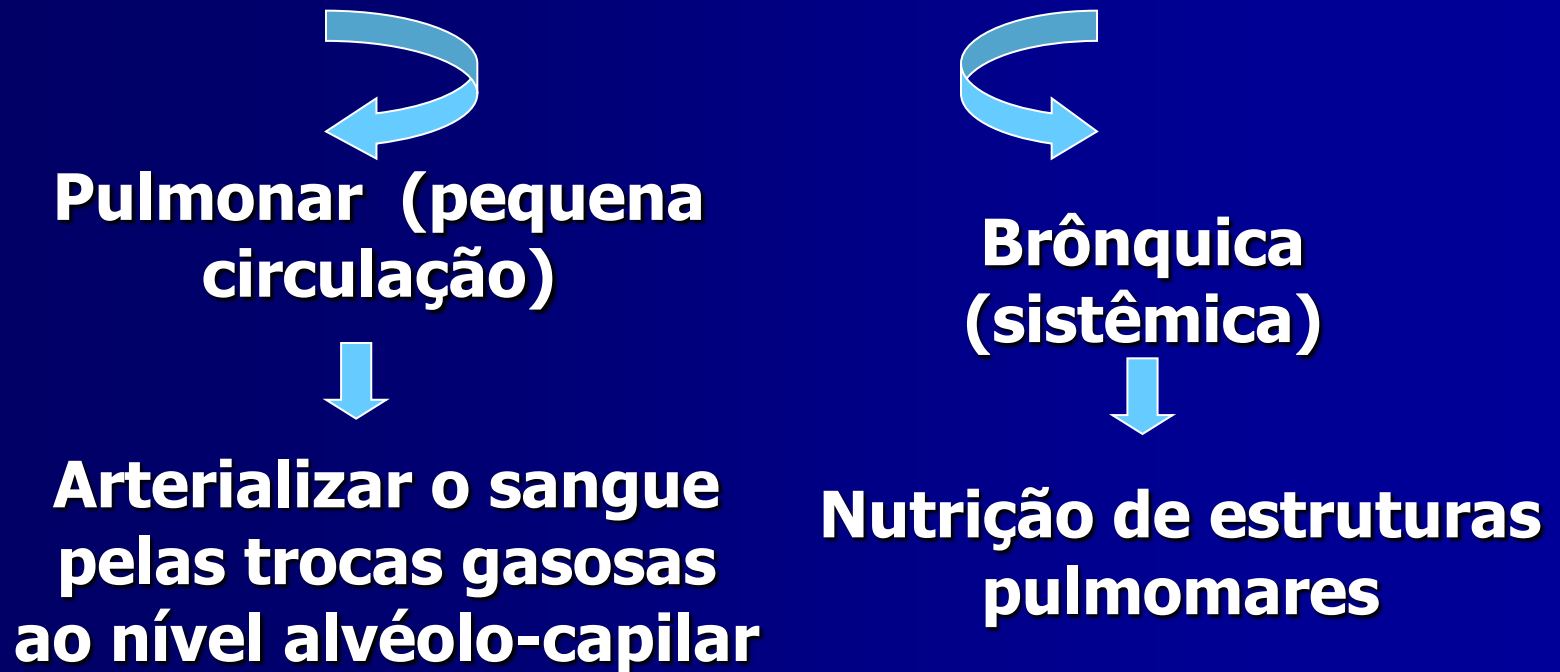 Pulmonar (pequena
circulação)
Arterializar o sangue
pelas trocas gasosas
ao nível alvéolo-capilar
Brônquica
(sistêmica)
Nutrição de estruturas
pulmomares